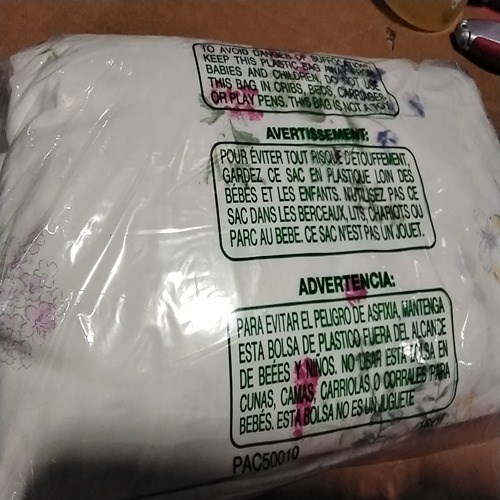 TO AVOID DANGER OF SUFFOCATION,
KEEP THIS PLASTIC BAG AWAY FROM
BABIES AND CHILDREN. DO NOT USE
THIS BAG IN CRIBS, BEDS, CARRIAGES
OR PLAY PENS. THIS BAG IS NOT A TOY.
AVERTISSEMENT:
POUR ÉVITER TOUT RISQUE D'ÉTOUFFEMENT,
GARDEZ CE SAC EN PLASTIQUE LOIN DES
BÉBÉS ET LES ENFANTS. N'UTILISEZ PAS CE
SAC DANS LES BERCEAUX, LITS, CHARIOTS OU
PARC AU BEBE. CE SAC N'EST PAS UN JOUET.
ADVERTENCIA:
PARA EVITAR EL PELIGRO DE ASFIXIA, MANTENGA
ESTA BOLSA DE PLASTICO FUERA DEL ALCANCE
DE BEEES Y NIÑOS. NO USAR ESTA BOLSA EN
CUNAS, CAMAS, CARRIOLAS O CORRALES PARA
BEBÉS. ESTA BOLSA NO ES UN JUGUETE
PAC50010